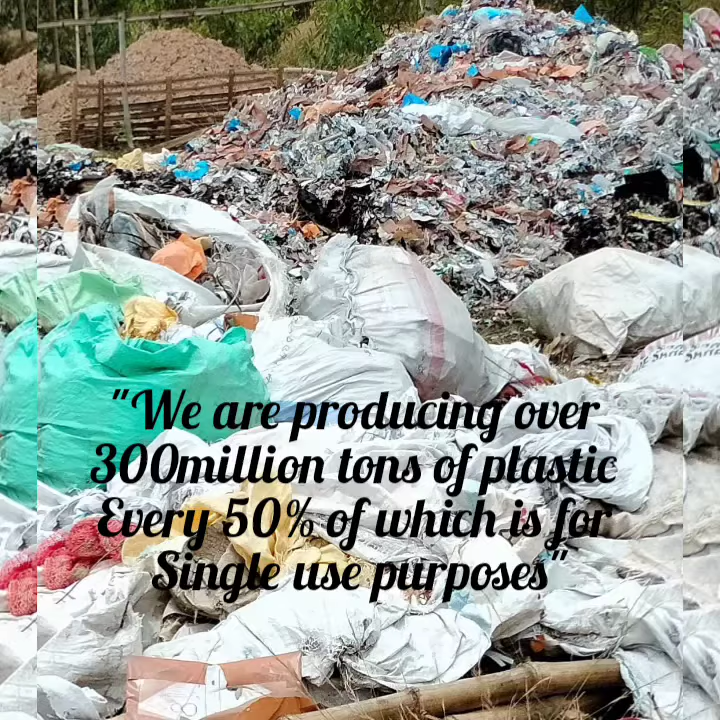 "We are producing over
300million tons of plastic
Every 50% of which is for
Single use purposes"